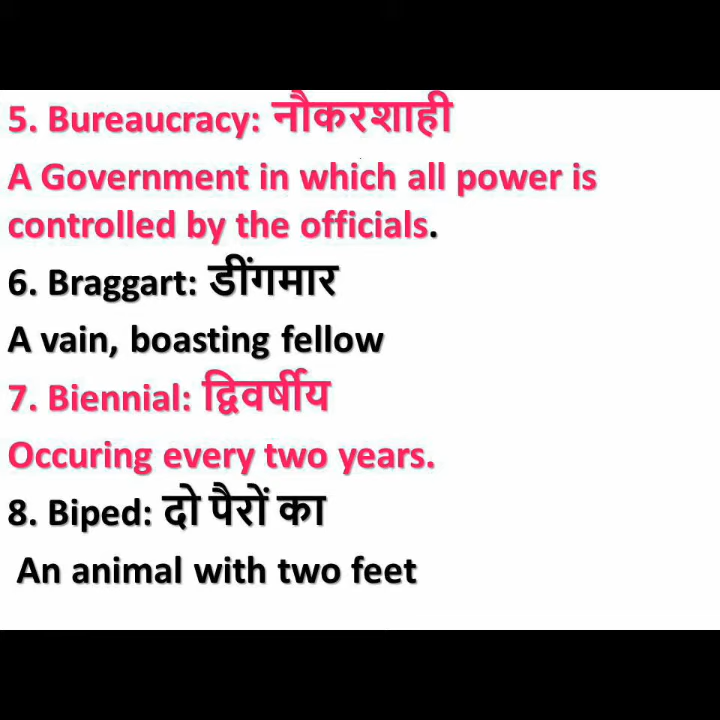 5. Bureaucracy: नौकरशाही
A Government in which all power is
controlled by the officials.
6. Braggart: डींगमार
A vain, boasting fellow
7. Biennial: द्विवर्षीय
Occuring every two years.
8. Biped: दो पैरों का
An animal with two feet